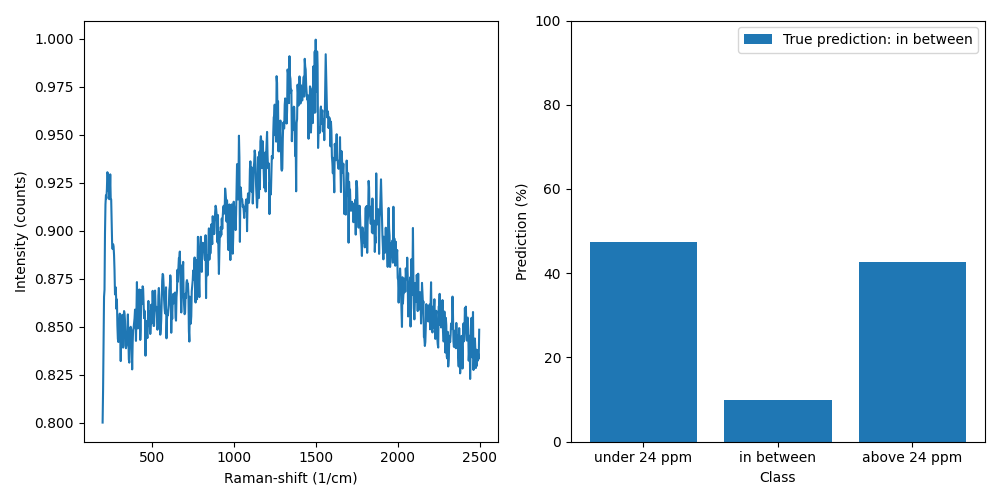 1.000
0.975
0.950
0.925
0.900
0.875
0.850
0.825
0.800
Intensity (counts)
500
1000
1500
2000
2500
Raman-shift (1/cm)
100
80
60
40
20
0
Prediction (%)
True prediction: in between
under 24 ppm
in between
above 24 ppm
Class